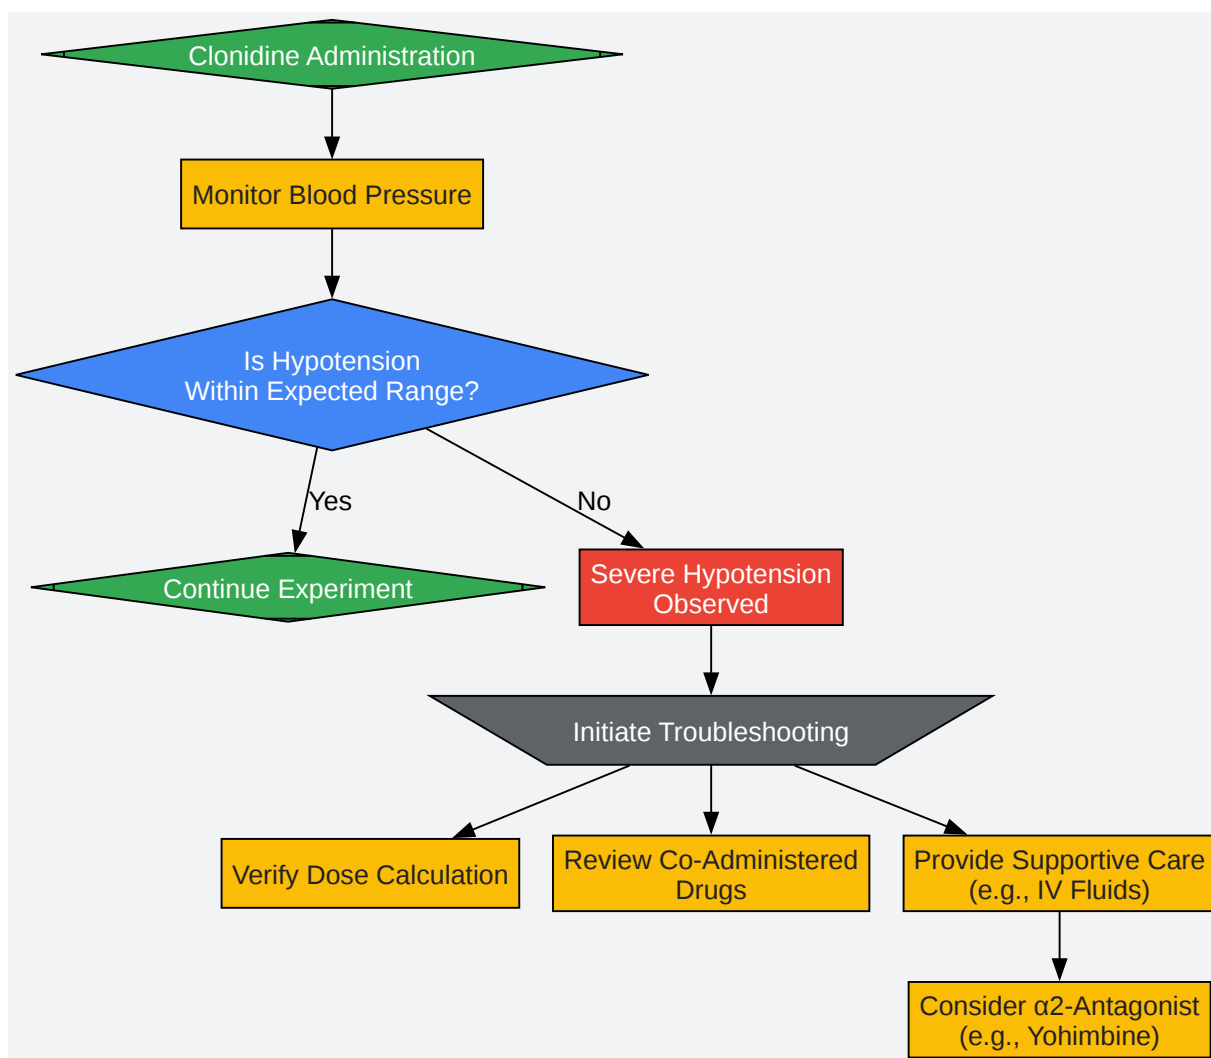 Clonidine Administration
Monitor Blood Pressure
Is Hypotension
Within Expected Range?
Yes
No
Continue Experiment
Severe Hypotension
Observed
Initiate Troubleshooting
Verify Dose Calculation
Review Co-Administered
Drugs
Provide Supportive Care
(e.g., IV Fluids)
Consider α2-Antagonist
(e.g., Yohimbine)